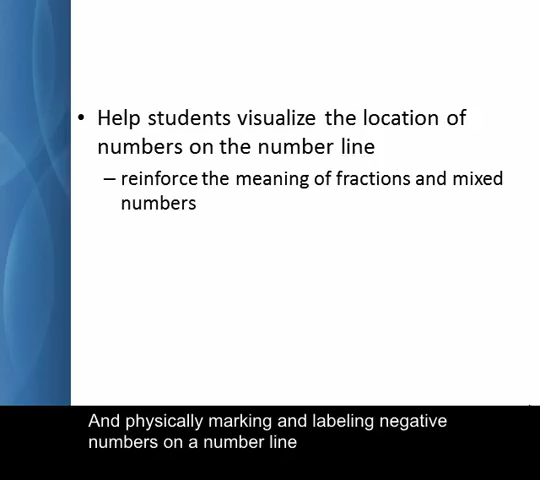 • Help students visualize the location of
numbers on the number line
– reinforce the meaning of fractions and mixed
numbers
And physically marking and labeling negative
numbers on a number line